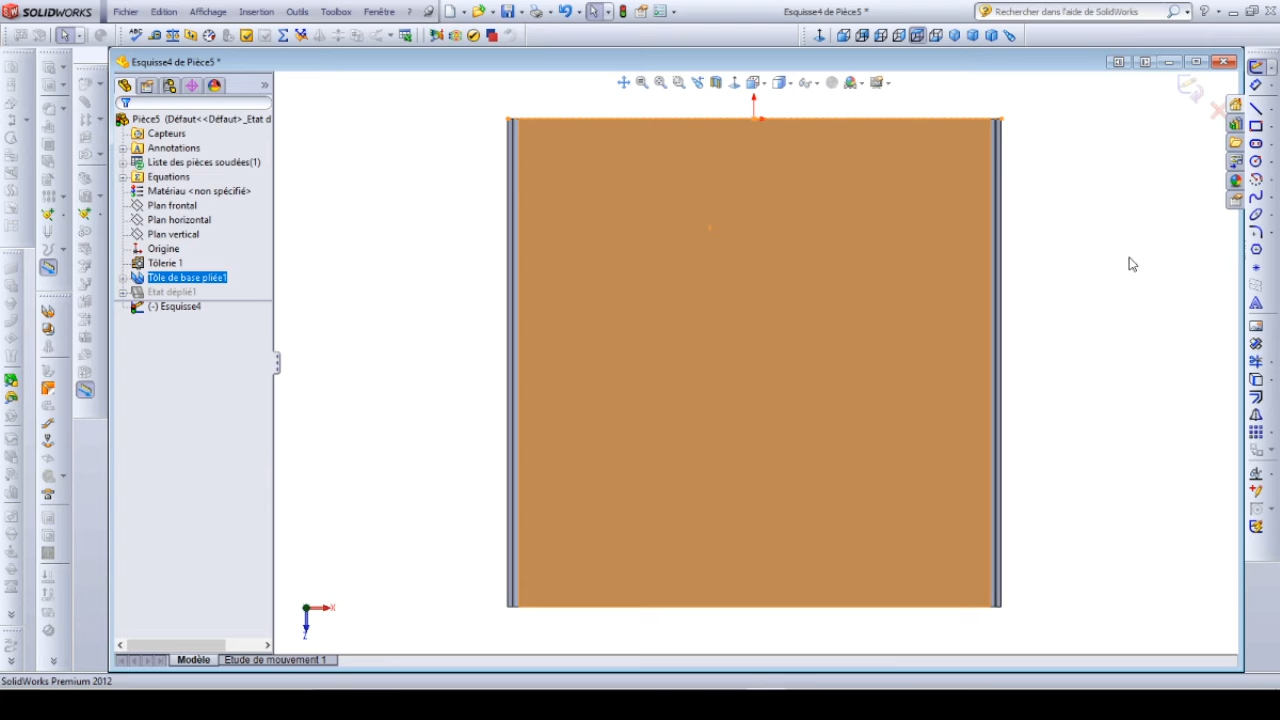 SOLIDWORKS Fichier Edition Affichage Insertion Outils Toolbox Fenêtre ? Esquisse4 de Pièce5 * Rechercher dans l'aide de SolidWorks
Esquisse4 de Pièce5 *
Pièce5 (Défaut<<Défaut>_Etat d
Capteurs
Annotations
Liste des pièces soudées(1)
Equations
Matériau <non spécifié>
Plan frontal
Plan horizontal
Plan vertical
Origine
Tôlerie 1
Tôle de base pliée1
Etat déplié1
(-) Esquisse4
X
Z
Modèle Etude de mouvement 1
SolidWorks Premium 2012